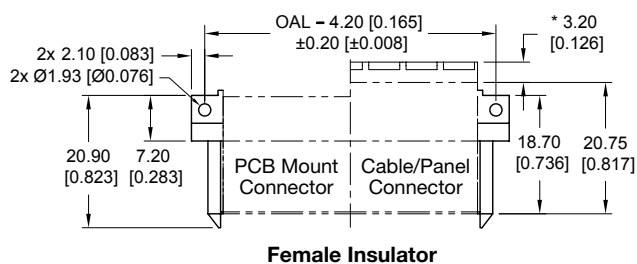 OAL – 4.20 [0.165]
±0.20 [±0.008]
* 3.20
[0.126]
2x 2.10 [0.083]
2x Ø1.93 [Ø0.076]
20.90
[0.823]
7.20
[0.283]
PCB Mount
Connector
Cable/Panel
Connector
18.70
[0.736]
20.75
[0.817]
Female Insulator